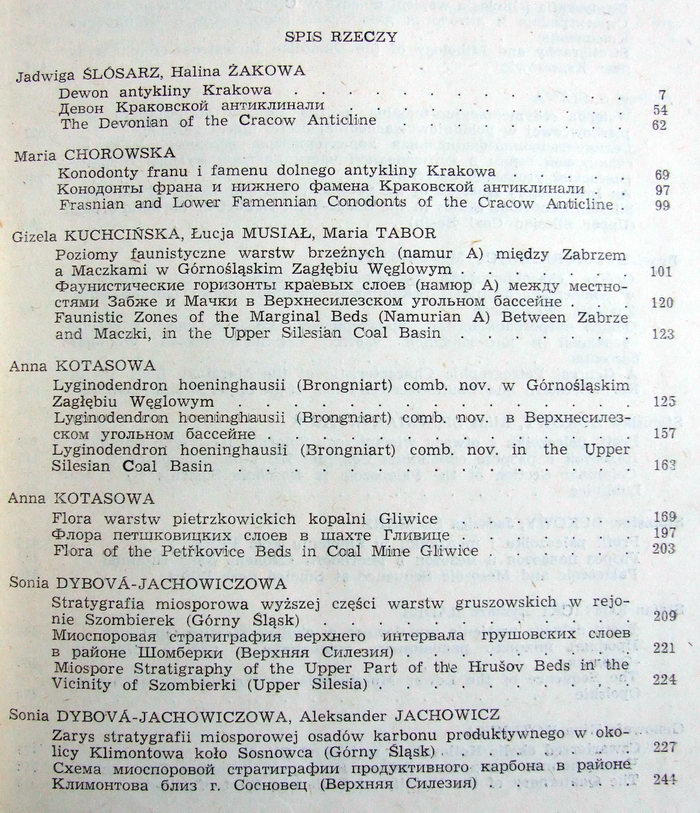 SPIS RZECZY
Jadwiga ŚLÓSARZ, Halina ŻAKOWA
Dewon antykliny Krakowa . . . . . . . . . . . 7
Девон Краковской антиклинали . . . . . . . . . . 54
The Devonian of the Cracow Anticline . . . . . . . . 62
Maria CHOROWSKA
Konodonty franu i famenu dolnego antykliny Krakowa . . . . 69
Конодонты франа и нижнего фамена Краковской антиклинали . . 97
Frasnian and Lower Famennian Conodonts of the Cracow Anticline . 99
Gizela KUCHCIŃSKA, Łucja MUSIAŁ, Maria TABOR
Poziomy faunistyczne warstw brzeżnych (namur A) między Zabrzem
a Maczkami w Górnośląskim Zagłębiu Węglowym . . . . . . 101
Фаунистические горизонты краевых слоев (намюр А) между местно-
стями Забже и Мачки в Верхнесилезском угольном бассейне . . . 120
Faunistic Zones of the Marginal Beds (Namurian A) Between Zabrze
and Maczki, in the Upper Silesian Coal Basin . . . . . . 123
Anna KOTASOWA
Lyginodendron hoeninghausii (Brongniart) comb. nov. w Górnośląskim
Zagłębiu Węglowym . . . . . . . . . . . . . 125
Lyginodendron hoeninghausii (Brongniart) comb. nov. в Верхнесилез-
ском угольном бассейне . . . . . . . . . . . . 157
Lyginodendron hoeninghausii (Brongniart) comb. nov. in the Upper
Silesian Coal Basin . . . . . . . . . . . . . 163
Anna KOTASOWA
Flora warstw pietrzkowickich kopalni Gliwice . . . . . . 169
Флора петшковицких слоев в шахте Гливице . . . . . . 197
Flora of the Petřkovice Beds in Coal Mine Gliwice . . . . . 203
Sonia DYBOVÁ-JACHOWICZOWA
Stratygrafia miosporowa wyższej części warstw gruszowskich w rejo-
nie Szombierek (Górny Śląsk) . . . . . . . . . . 209
Миоспоровая стратиграфия верхнего интервала грушовских слоев
в районе Шомберки (Верхняя Силезия) . . . . . . . . 221
Miospore Stratigraphy of the Upper Part of the Hrušov Beds in the
Vicinity of Szombierki (Upper Silesia) . . . . . . . . 224
Sonia DYBOVÁ-JACHOWICZOWA, Aleksander JACHOWICZ
Zarys stratygrafii miosporowej osadów karbonu produktywnego w oko-
licy Klimontowa koło Sosnowca (Górny Śląsk) . . . . . . 227
Схема миоспоровой стратиграфии продуктивного карбона в районе
Климонтова близ г. Сосновец (Верхняя Силезия) . . . . . 244